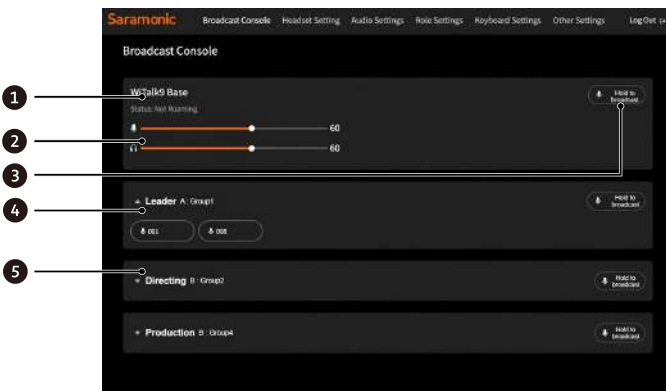 Saramonic Broadcast Console Headset Setting Audio Settings Role Settings Keyboard Settings Other Settings Log Out
Broadcast Console
1 WiTalk9 Base Hold to
broadcast
Status: Not Roaming
60
2
60
3
Leader A: Group1 Hold to
broadcast
4
001 008
5
Directing B : Group2 Hold to
broadcast
Production B : Group4 Hold to
broadcast